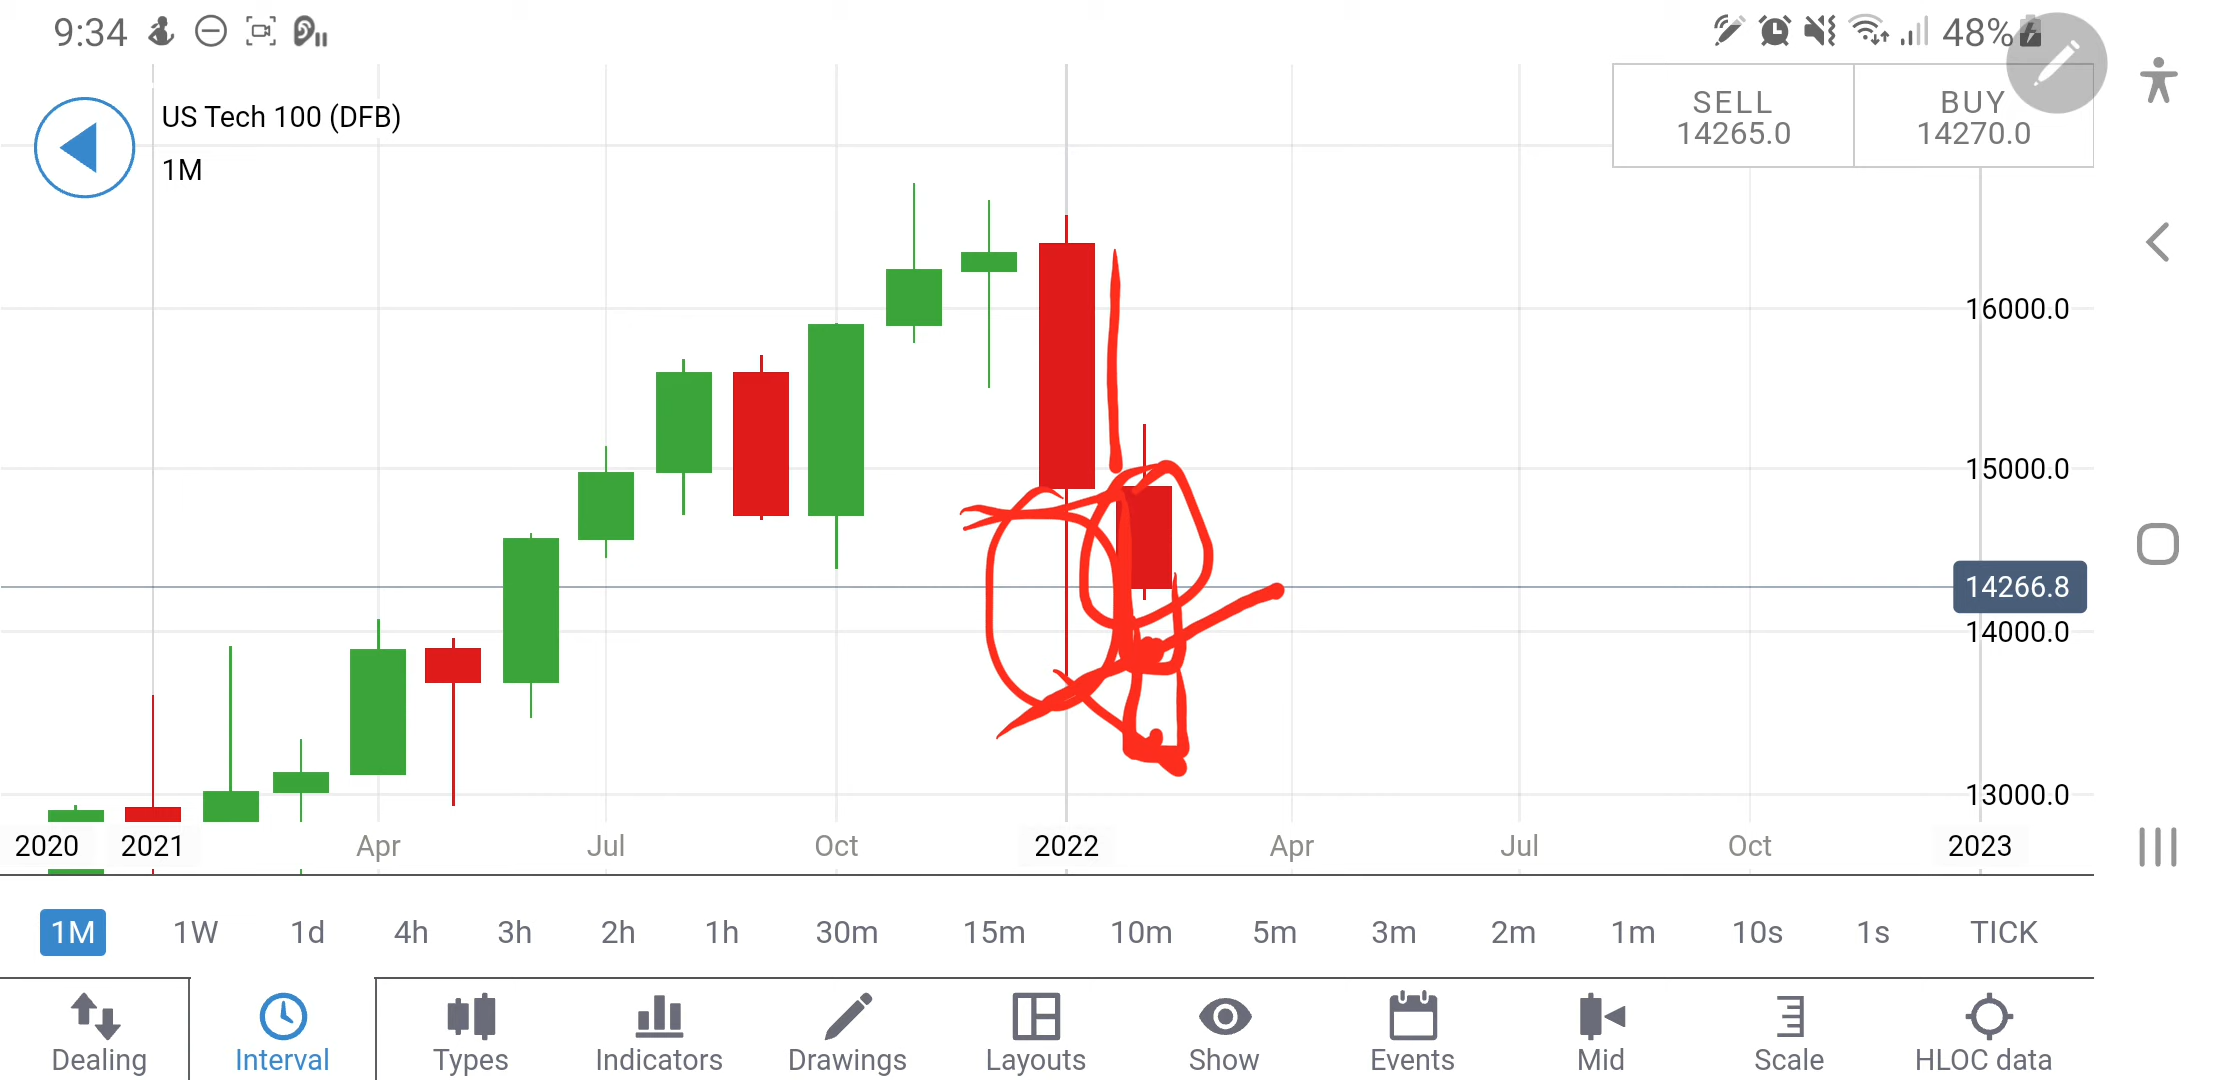 9:34
48%
US Tech 100 (DFB)
1M
SELL
14265.0
BUY
14270.0
16000.0
15000.0
14266.8
14000.0
13000.0
2020 2021 Apr Jul Oct 2022 Apr Jul Oct 2023
1M 1W 1d 4h 3h 2h 1h 30m 15m 10m 5m 3m 2m 1m 10s 1s TICK
Dealing Interval Types Indicators Drawings Layouts Show Events Mid Scale HLOC data